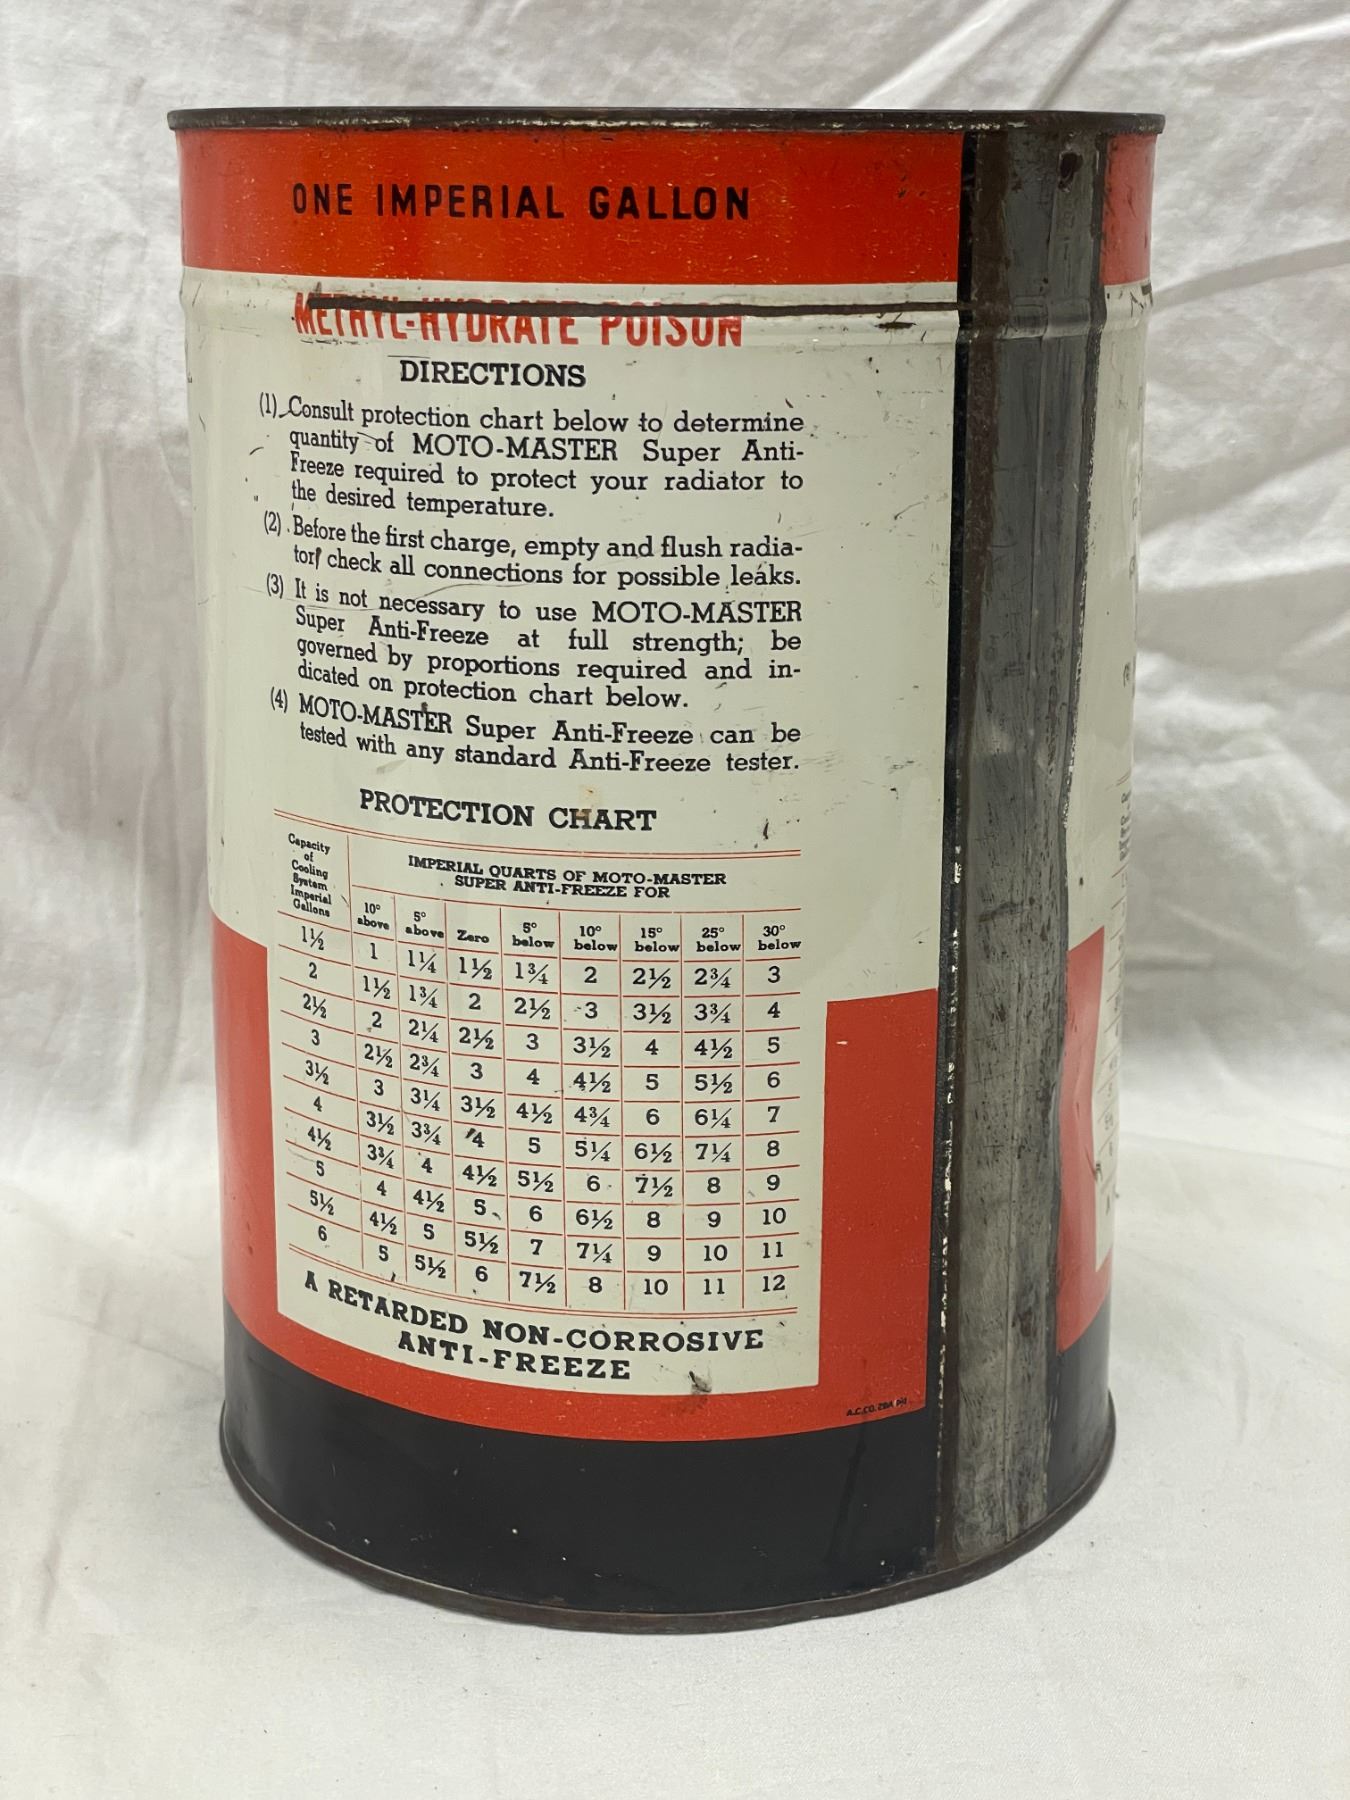 ONE IMPERIAL GALLON
METHYL-HYDRATE POISON
DIRECTIONS
(1) Consult protection chart below to determine
quantity of MOTO-MASTER Super Anti-
Freeze required to protect your radiator to
the desired temperature.
(2) Before the first charge, empty and flush radia-
tor; check all connections for possible leaks.
(3) It is not necessary to use MOTO-MASTER
Super Anti-Freeze at full strength; be
governed by proportions required and in-
dicated on protection chart below.
(4) MOTO-MASTER Super Anti-Freeze can be
tested with any standard Anti-Freeze tester.
PROTECTION CHART
Capacity
of
Cooling
System
Imperial
Gallons
IMPERIAL QUARTS OF MOTO-MASTER
SUPER ANTI-FREEZE FOR
10° above 5° above Zero 5° below 10° below 15° below 25° below 30° below
1½ 1 1¼ 1½ 1¾ 2 2½ 2¾ 3
2 1½ 1¾ 2 2½ 3 3½ 3¾ 4
2½ 2 2¼ 2½ 3 3½ 4 4½ 5
3 2½ 2¾ 3 4 4½ 5 5½ 6
3½ 3 3¼ 3½ 4½ 4¾ 6 6¼ 7
4 3½ 3¾ 4 5 5¼ 6½ 7¼ 8
4½ 3¾ 4 4½ 5½ 6 7½ 8 9
5 4 4½ 5 6 6½ 8 9 10
5½ 4½ 5 5½ 7 7¼ 9 10 11
6 5 5½ 6 7½ 8 10 11 12
A RETARDED NON-CORROSIVE
ANTI-FREEZE
A.C.CO.